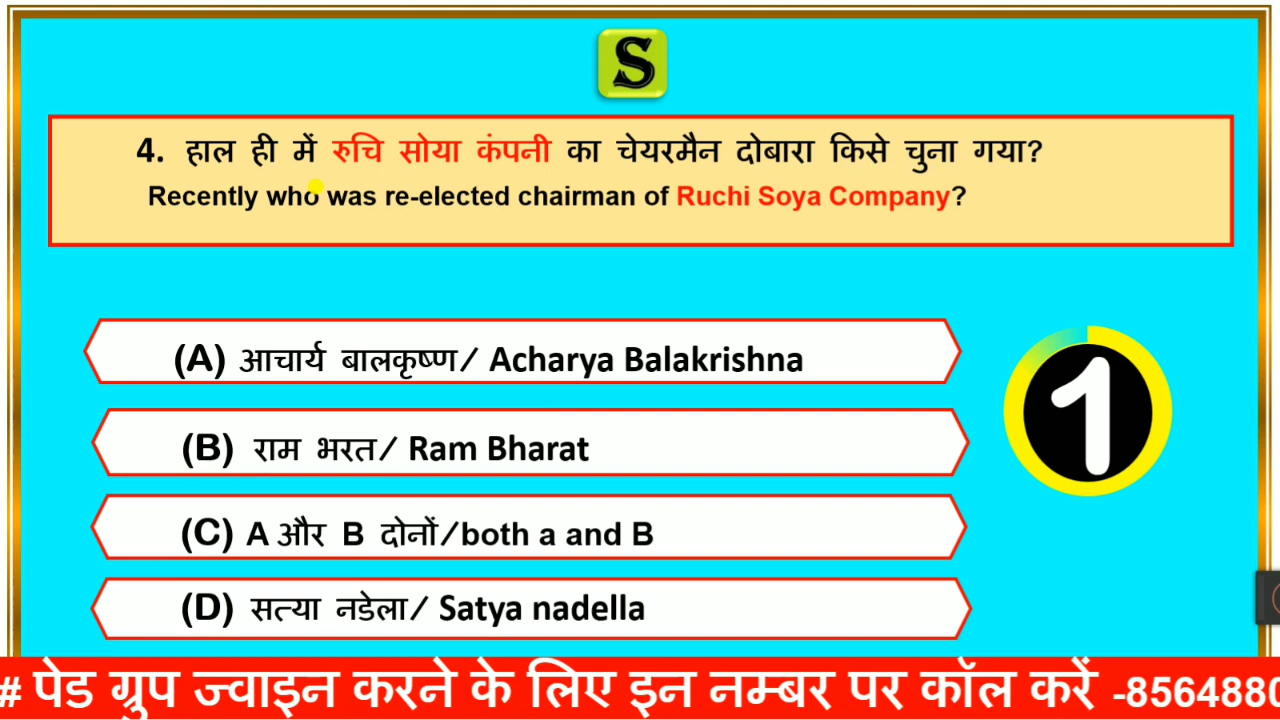 S
4. हाल ही में रुचि सोया कंपनी का चेयरमैन दोबारा किसे चुना गया?
Recently who was re-elected chairman of Ruchi Soya Company?
(A) आचार्य बालकृष्ण/ Acharya Balakrishna
1
(B) राम भरत/ Ram Bharat
(C) A और B दोनों/both a and B
(D) सत्या नडेला/ Satya nadella
# पेड ग्रुप ज्वाइन करने के लिए इन नम्बर पर कॉल करें -8564880